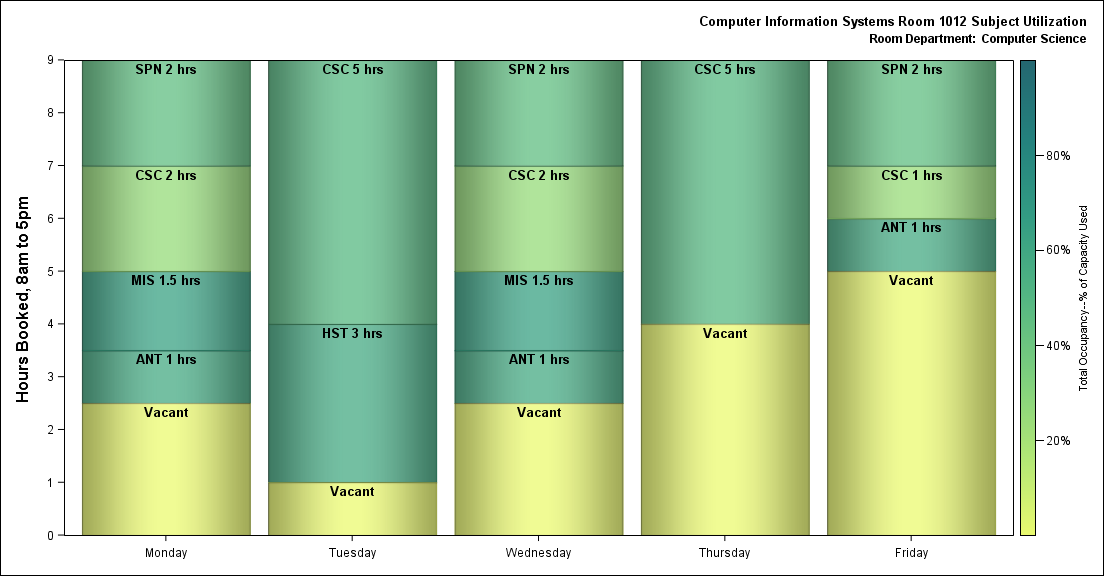 Computer Information Systems Room 1012 Subject Utilization
Room Department: Computer Science
Hours Booked, 8am to 5pm
9
8
7
6
5
4
3
2
1
0
SPN 2 hrs
CSC 2 hrs
MIS 1.5 hrs
ANT 1 hrs
Vacant
CSC 5 hrs
HST 3 hrs
Vacant
SPN 2 hrs
CSC 2 hrs
MIS 1.5 hrs
ANT 1 hrs
Vacant
CSC 5 hrs
Vacant
SPN 2 hrs
CSC 1 hrs
ANT 1 hrs
Vacant
Monday
Tuesday
Wednesday
Thursday
Friday
80%
60%
40%
20%
Total Occupancy--% of Capacity Used